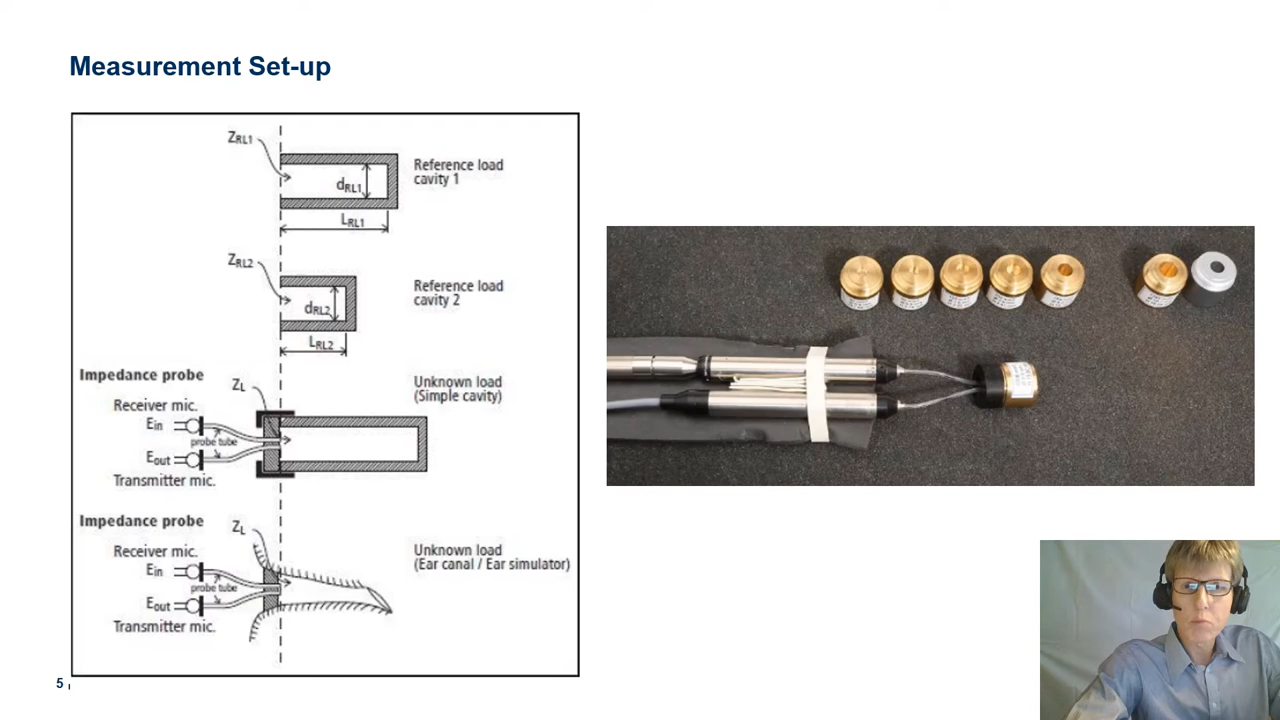 Measurement Set-up
ZRL1
Reference load
cavity 1
dRL1
LRL1
ZRL2
Reference load
cavity 2
dRL2
LRL2
Impedance probe
ZL
Unknown load
(Simple cavity)
Receiver mic.
Ein
probe tube
Eout
Transmitter mic.
Impedance probe
ZL
Unknown load
(Ear canal / Ear simulator)
Receiver mic.
Ein
probe tube
Eout
Transmitter mic.
5